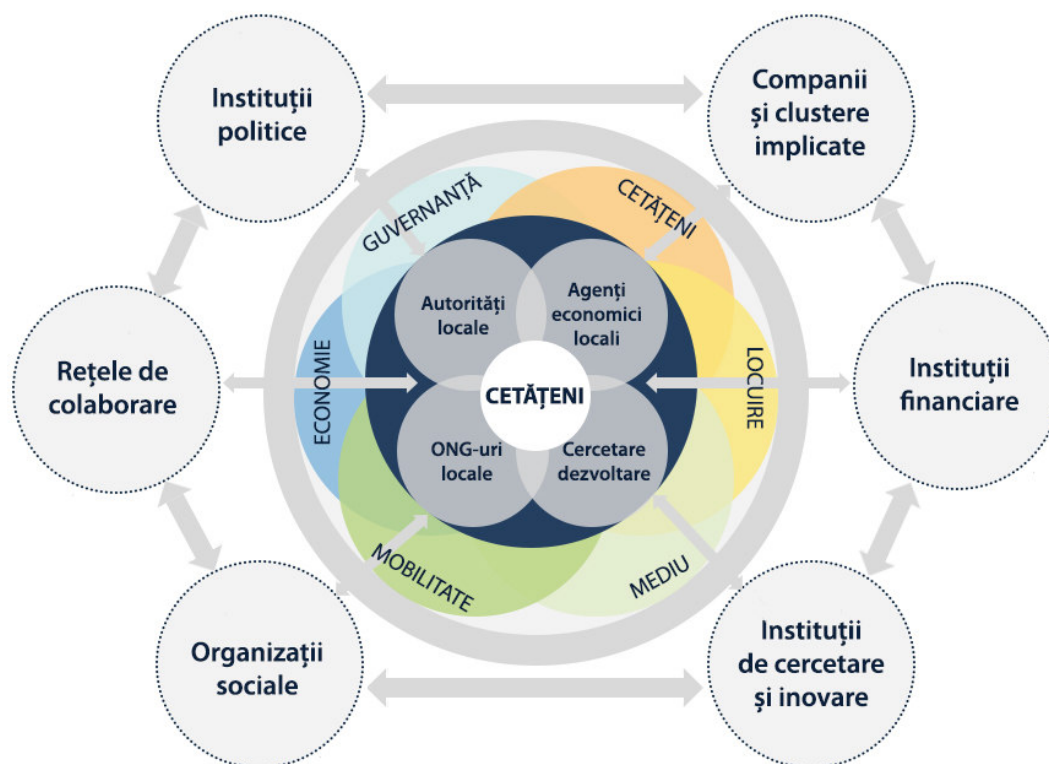 Instituții
politice
Companii
și clustere
implicate
GUVERNANȚĂ
CETĂȚENI
Autorități
locale
Agenți
economici
locali
Rețele de
colaborare
ECONOMIE
CETĂȚENI
LOCUIRE
Instituții
financiare
ONG-uri
locale
Cercetare
dezvoltare
MOBILITATE
MEDIU
Organizații
sociale
Instituții
de cercetare
și inovare